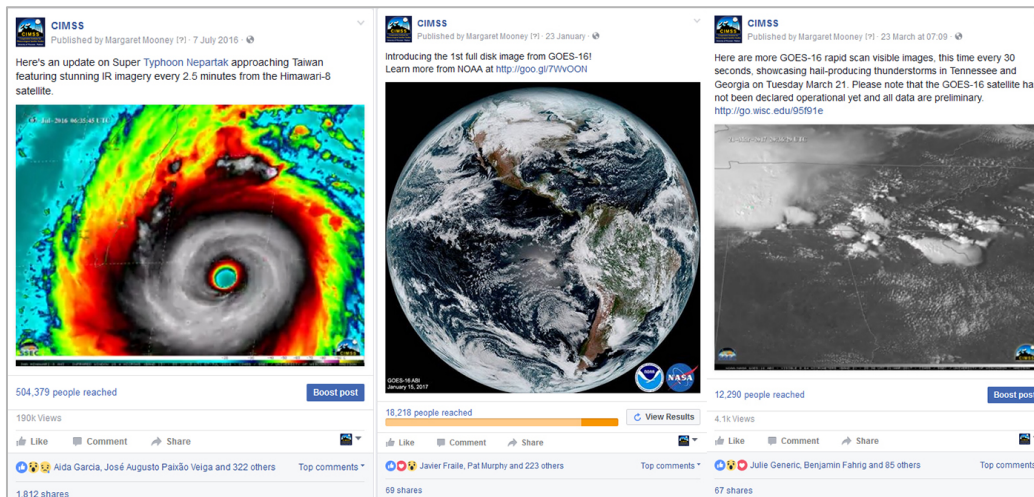 CIMSS
Published by Margaret Mooney [?] · 7 July 2016 ·
Here's an update on Super Typhoon Nepartak approaching Taiwan
featuring stunning IR imagery every 2.5 minutes from the Himawari-8
satellite.
SSEC
CIMSS
504,379 people reached
Boost post
190k Views
Like Comment Share
Aida Garcia, José Augusto Paixão Veiga and 322 others
Top comments
1,812 shares
CIMSS
Published by Margaret Mooney [?] · 23 January ·
Introducing the 1st full disk image from GOES-16!
Learn more from NOAA at http://goo.gl/7WvOON
GOES-16 ABI
January 15, 2017
NOAA
NASA
18,218 people reached
View Results
Like Comment Share
Javier Fraile, Pat Murphy and 223 others
Top comments
69 shares
CIMSS
Published by Margaret Mooney [?] · 23 March at 07:09 ·
Here are more GOES-16 rapid scan visible images, this time every 30
seconds, showcasing hail-producing thunderstorms in Tennessee and
Georgia on Tuesday March 21. Please note that the GOES-16 satellite ha
not been declared operational yet and all data are preliminary.
http://go.wisc.edu/95f91e
12,290 people reached
Boost post
4.1k Views
Like Comment Share
Julie Generic, Benjamin Fahrig and 85 others
Top comments
67 shares